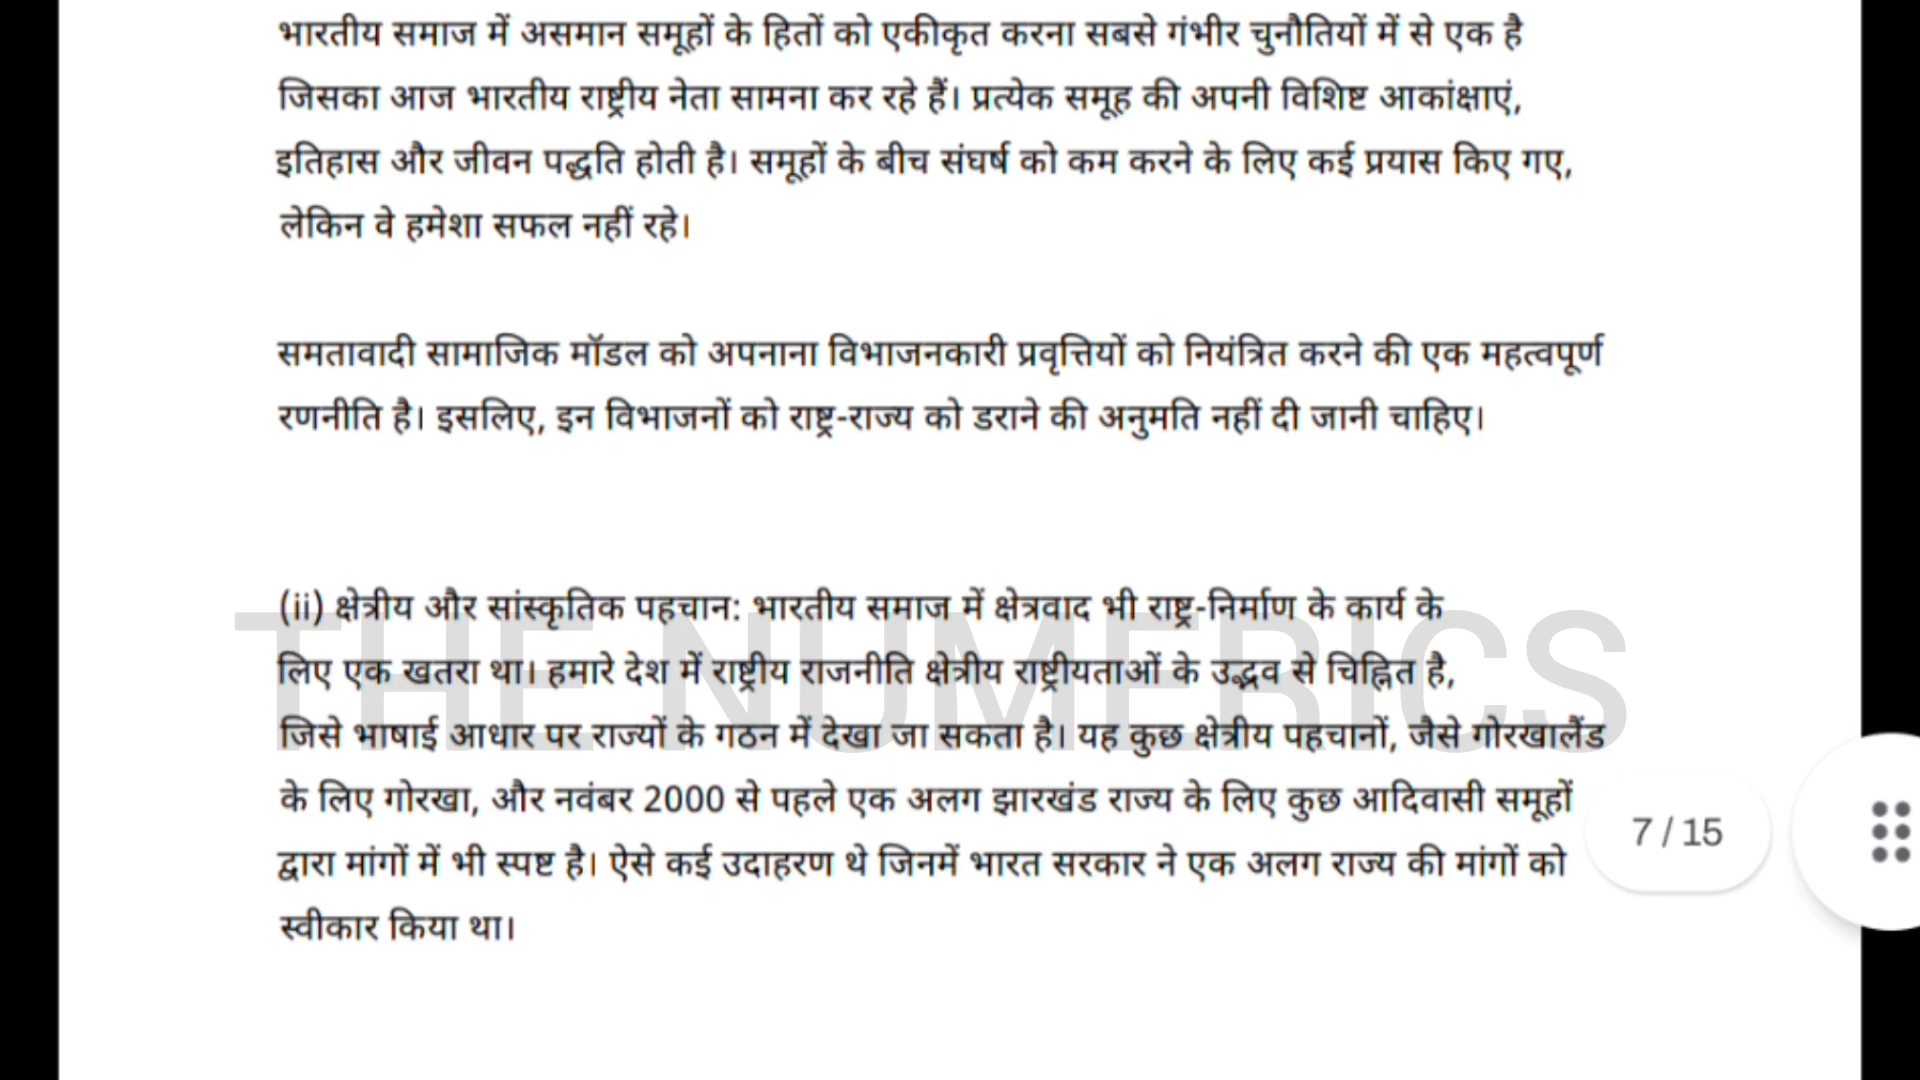 भारतीय समाज में असमान समूहों के हितों को एकीकृत करना सबसे गंभीर चुनौतियों में से एक है
जिसका आज भारतीय राष्ट्रीय नेता सामना कर रहे हैं। प्रत्येक समूह की अपनी विशिष्ट आकांक्षाएं,
इतिहास और जीवन पद्धति होती है। समूहों के बीच संघर्ष को कम करने के लिए कई प्रयास किए गए,
लेकिन वे हमेशा सफल नहीं रहे।
समतावादी सामाजिक मॉडल को अपनाना विभाजनकारी प्रवृत्तियों को नियंत्रित करने की एक महत्वपूर्ण
रणनीति है। इसलिए, इन विभाजनों को राष्ट्र-राज्य को डराने की अनुमति नहीं दी जानी चाहिए।
(ii) क्षेत्रीय और सांस्कृतिक पहचान: भारतीय समाज में क्षेत्रवाद भी राष्ट्र-निर्माण के कार्य के
लिए एक खतरा था। हमारे देश में राष्ट्रीय राजनीति क्षेत्रीय राष्ट्रीयताओं के उद्भव से चिह्नित है,
THE NUMERICS
जिसे भाषाई आधार पर राज्यों के गठन में देखा जा सकता है। यह कुछ क्षेत्रीय पहचानों, जैसे गोरखालैंड
के लिए गोरखा, और नवंबर 2000 से पहले एक अलग झारखंड राज्य के लिए कुछ आदिवासी समूहों
7 / 15
द्वारा मांगों में भी स्पष्ट है। ऐसे कई उदाहरण थे जिनमें भारत सरकार ने एक अलग राज्य की मांगों को
स्वीकार किया था।